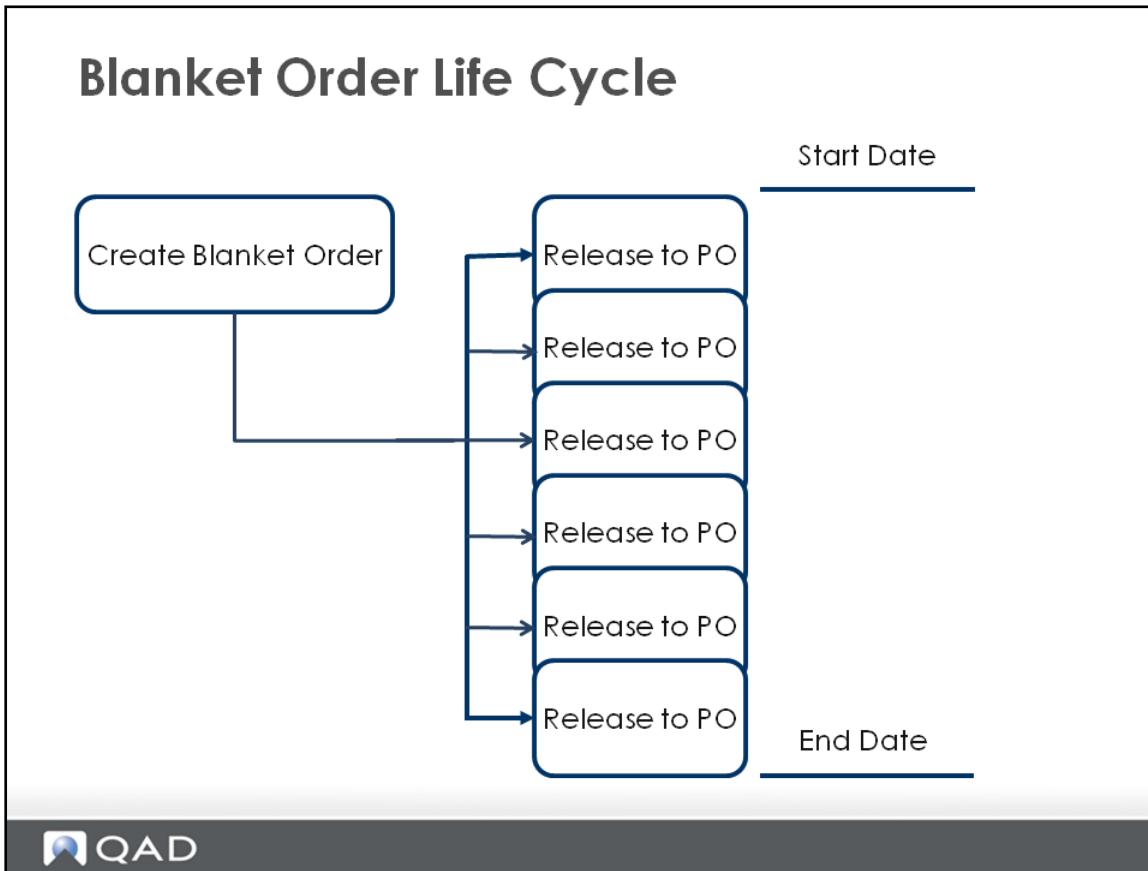 Blanket Order Life Cycle
Start Date
Create Blanket Order
Release to PO
Release to PO
Release to PO
Release to PO
Release to PO
Release to PO
End Date
QAD